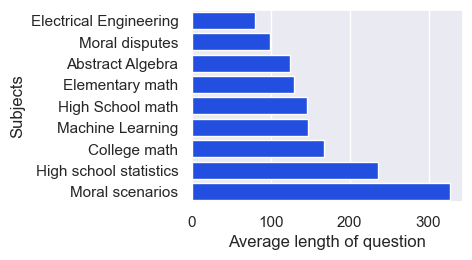 Electrical Engineering
Moral disputes
Abstract Algebra
Elementary math
High School math
Machine Learning
College math
High school statistics
Moral scenarios
Subjects
0 100 200 300
Average length of question